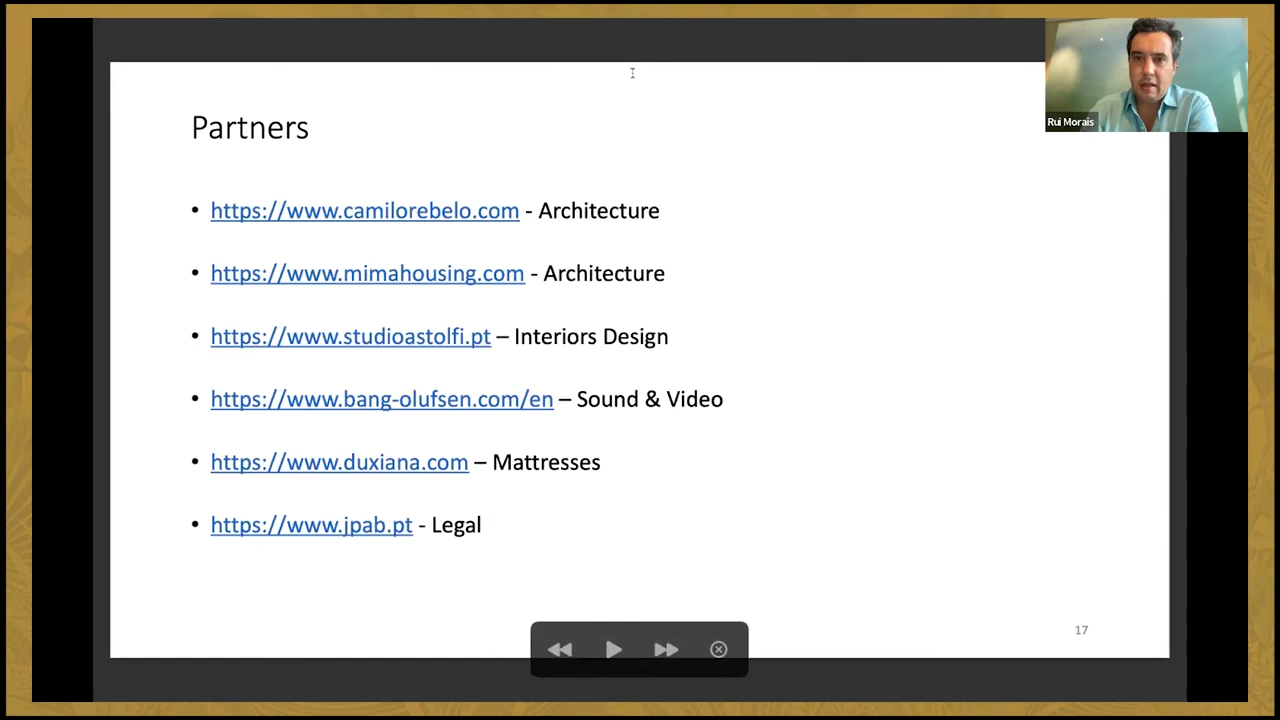 Rui Morais
Partners
• https://www.camilorebelo.com - Architecture
• https://www.mimahousing.com - Architecture
• https://www.studioastolfi.pt – Interiors Design
• https://www.bang-olufsen.com/en – Sound & Video
• https://www.duxiana.com – Mattresses
• https://www.jpab.pt - Legal
17